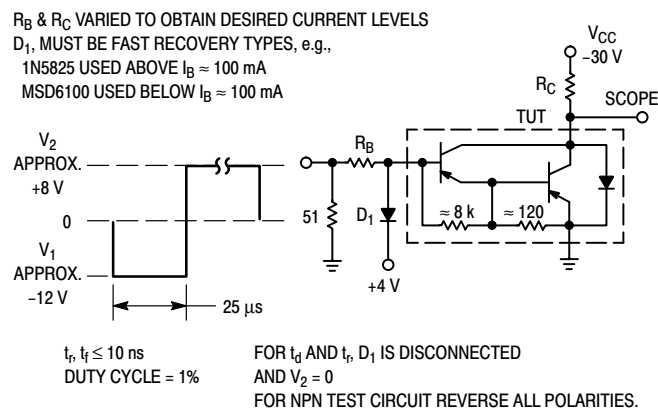 R_B & R_C VARIED TO OBTAIN DESIRED CURRENT LEVELS
D_1, MUST BE FAST RECOVERY TYPES, e.g.,
1N5825 USED ABOVE I_B ≈ 100 mA
MSD6100 USED BELOW I_B ≈ 100 mA
V_CC
-30 V
R_C
SCOPE
TUT
V_2
APPROX.
+8 V
0
V_1
APPROX.
-12 V
25 μs
R_B
51
D_1
+4 V
≈ 8 k
≈ 120
t_r, t_f ≤ 10 ns
DUTY CYCLE = 1%
FOR t_d AND t_r, D_1 IS DISCONNECTED
AND V_2 = 0
FOR NPN TEST CIRCUIT REVERSE ALL POLARITIES.